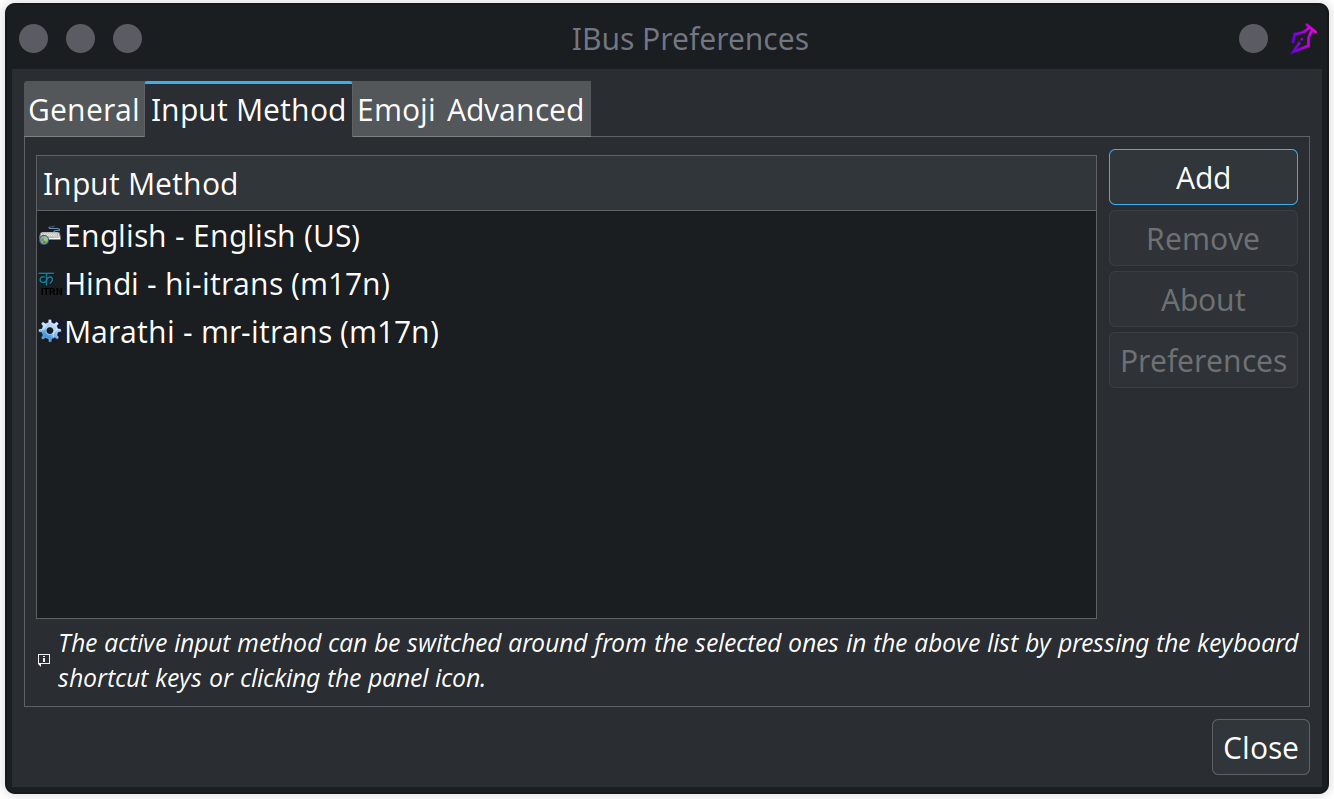 IBus Preferences
General Input Method Emoji Advanced
Input Method
Add
English - English (US)
Remove
Hindi - hi-itrans (m17n)
About
Marathi - mr-itrans (m17n)
Preferences
The active input method can be switched around from the selected ones in the above list by pressing the keyboard
shortcut keys or clicking the panel icon.
Close